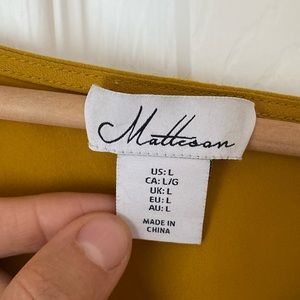 Matteson
US: L
CA: L/G
UK: L
EU: L
AU: L
MADE IN
CHINA